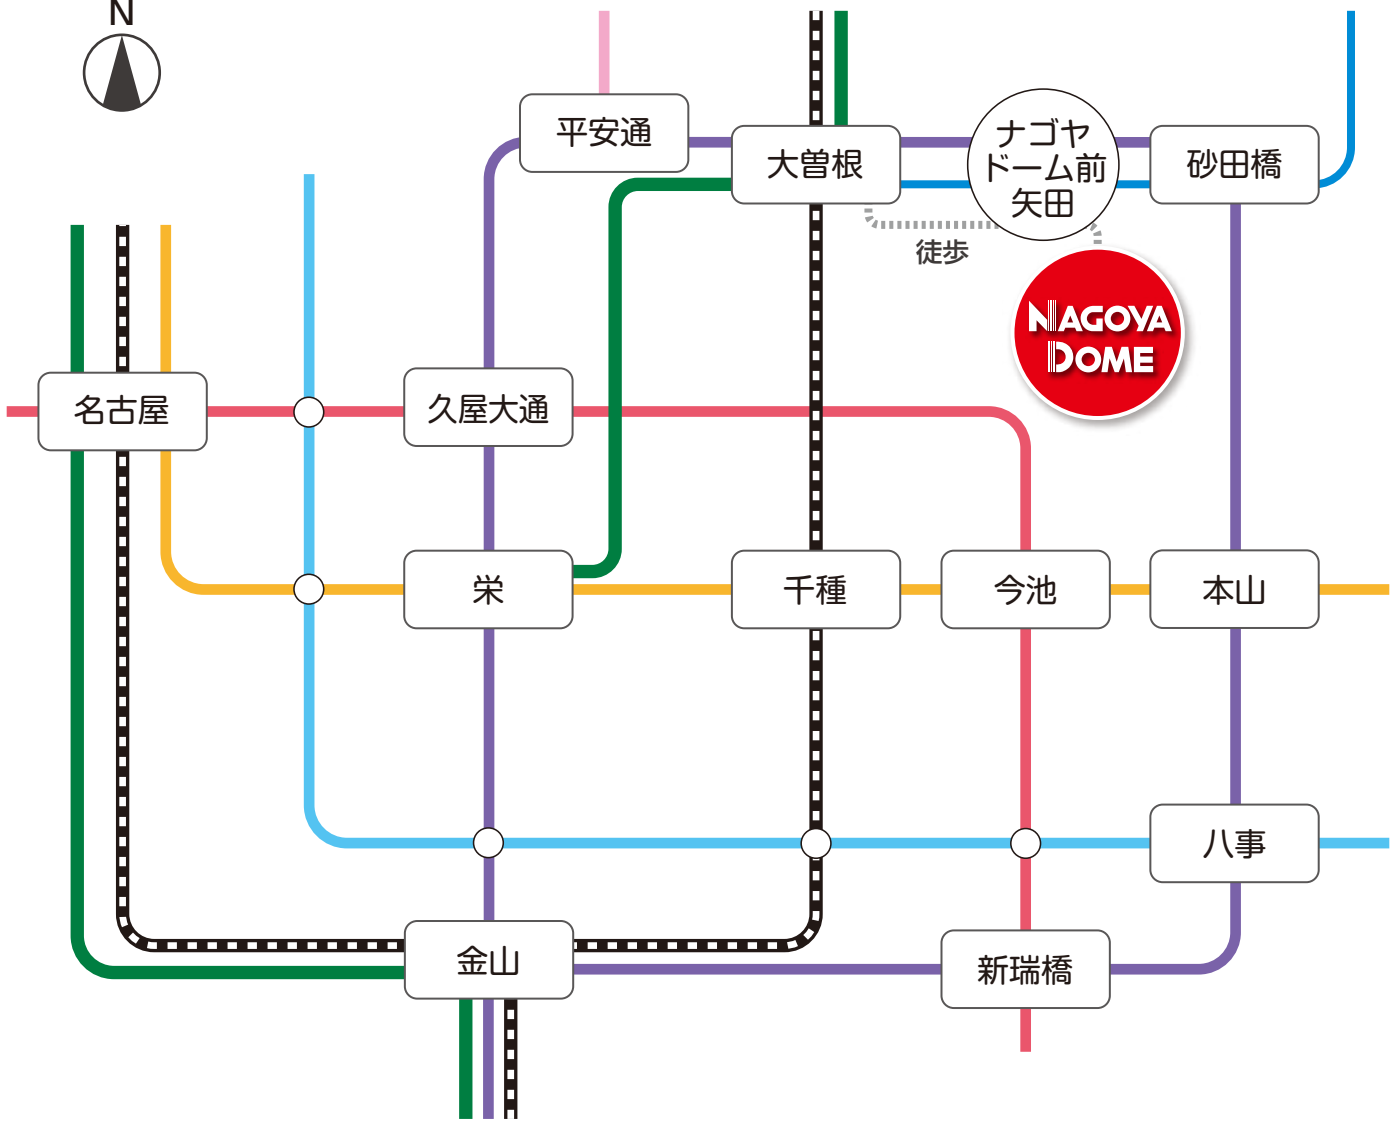 N
平安通
大曽根
ナゴヤ
ドーム前
矢田
砂田橋
徒歩
NAGOYA
DOME
名古屋
久屋大通
栄
千種
今池
本山
八事
金山
新瑞橋